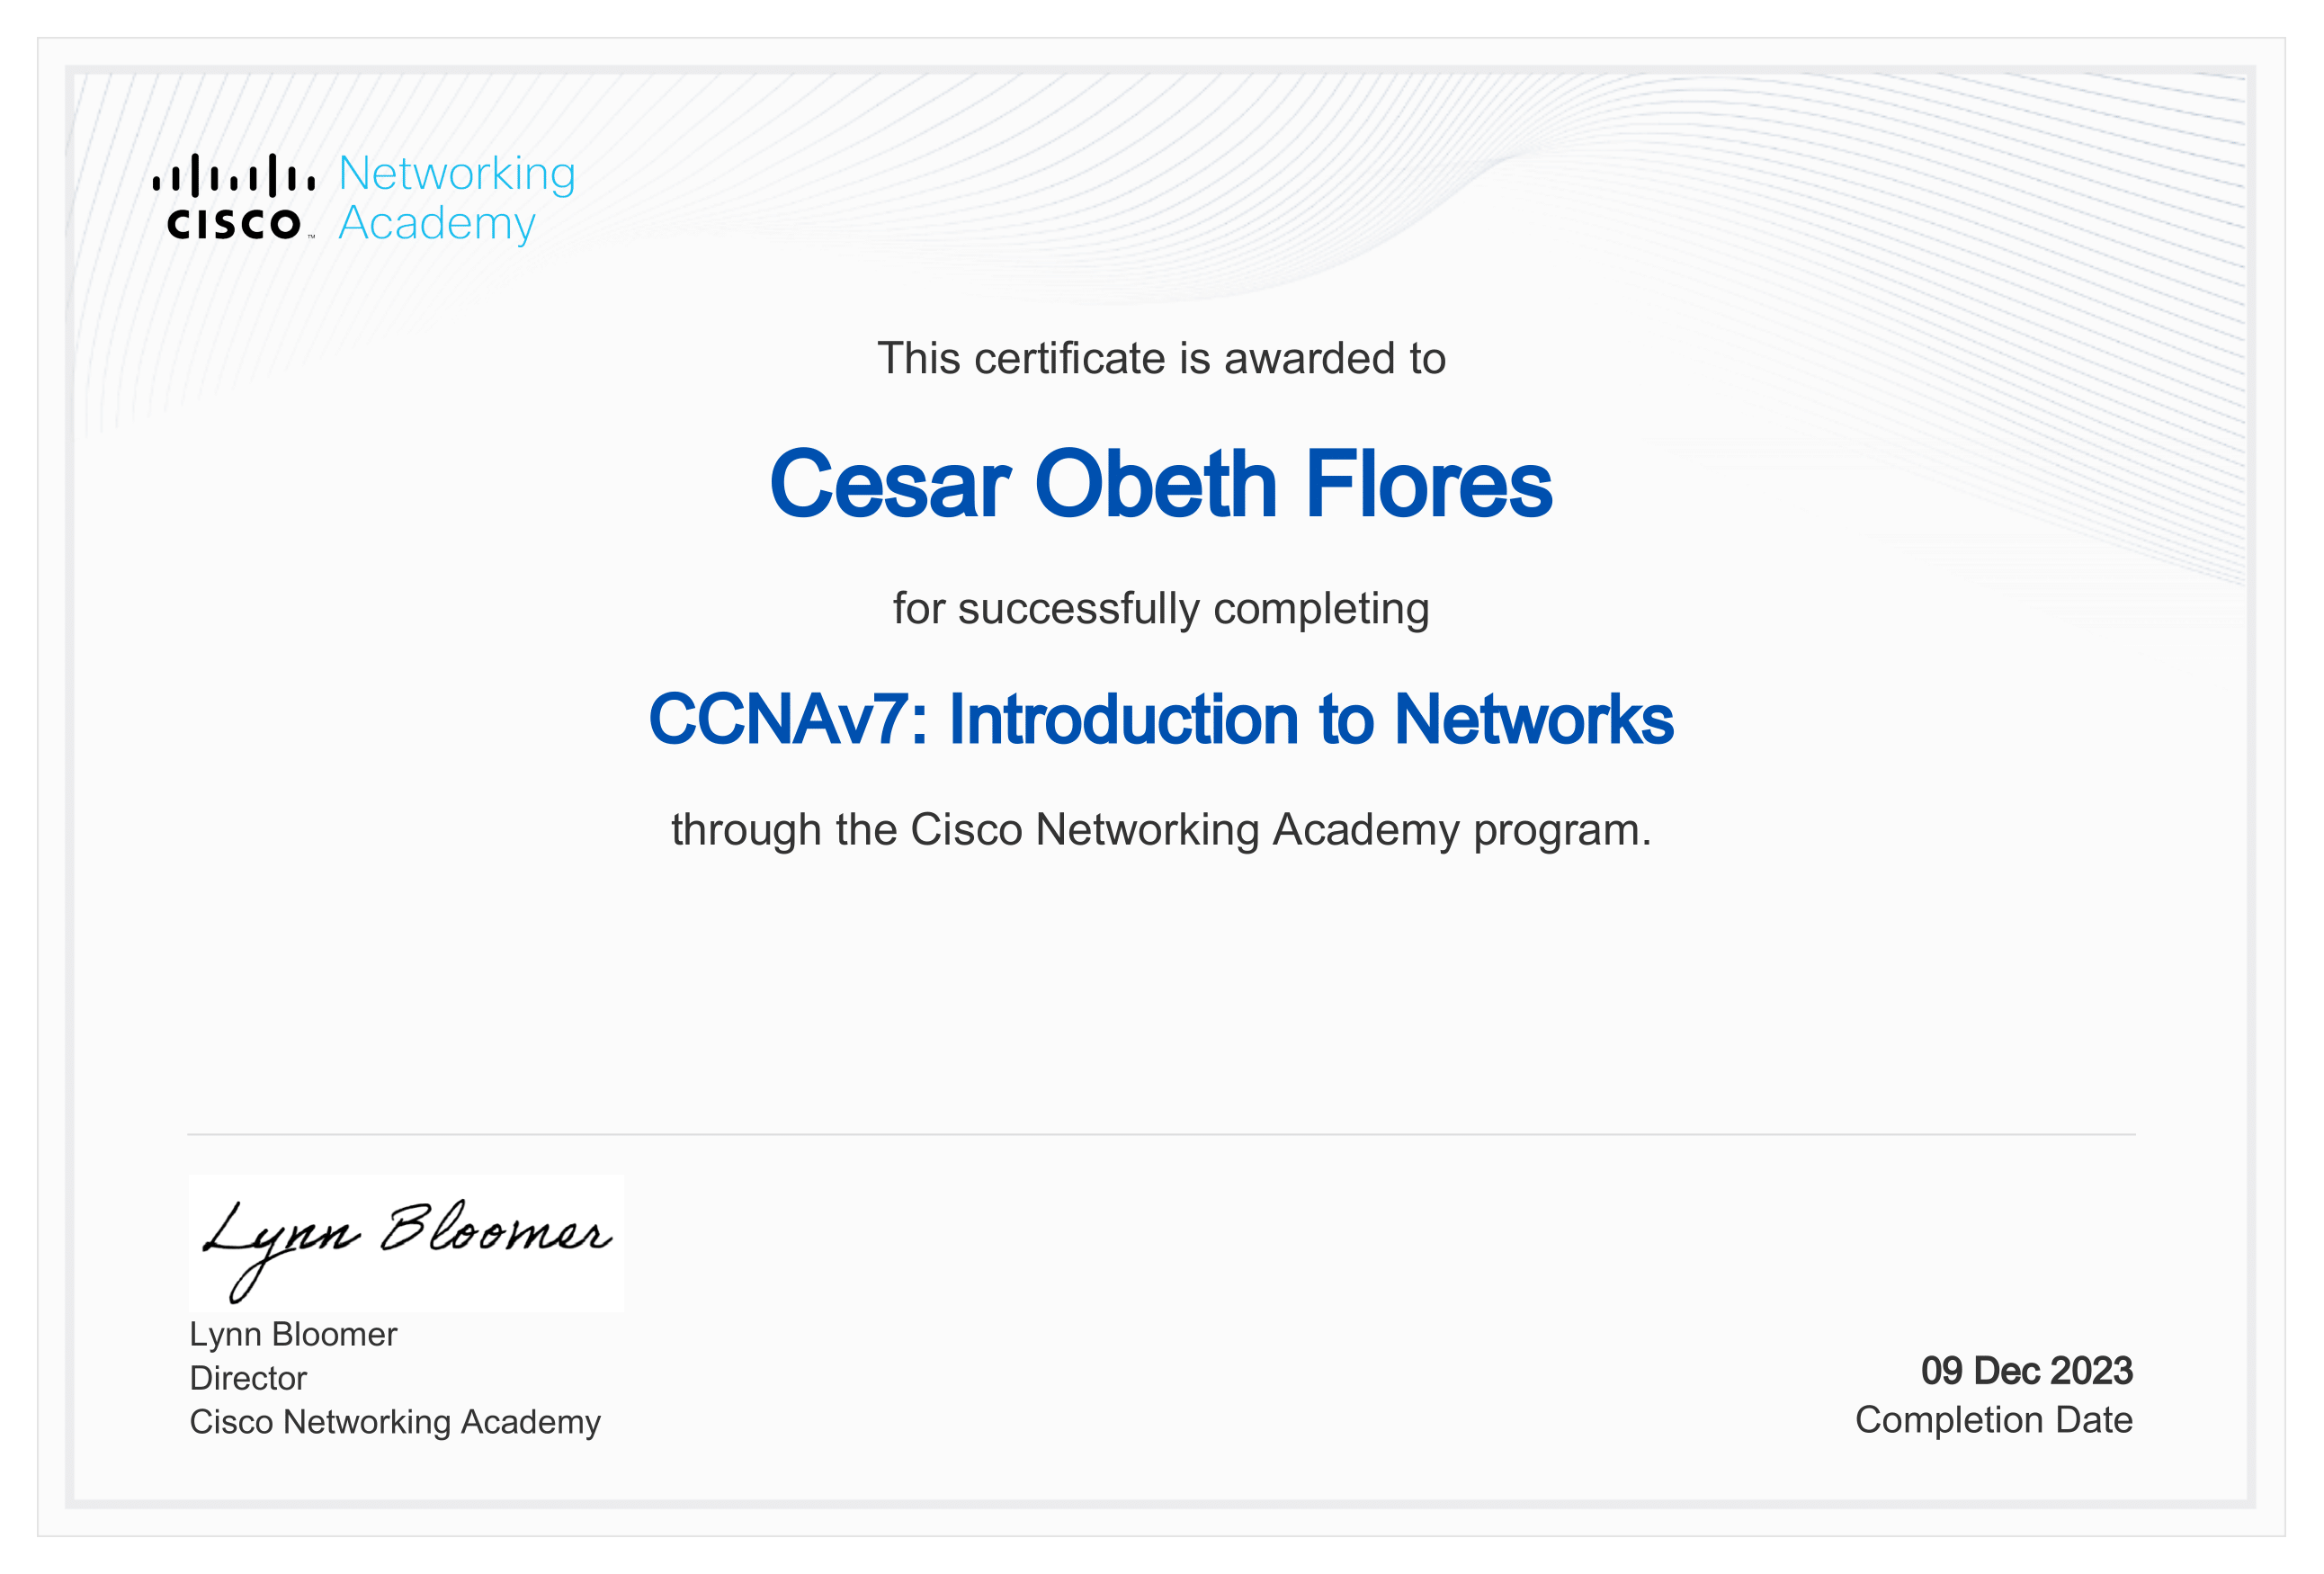 Networking
Academy
CISCO™
This certificate is awarded to
Cesar Obeth Flores
for successfully completing
CCNAv7: Introduction to Networks
through the Cisco Networking Academy program.
Lynn Bloomer
Lynn Bloomer
Director
Cisco Networking Academy
09 Dec 2023
Completion Date